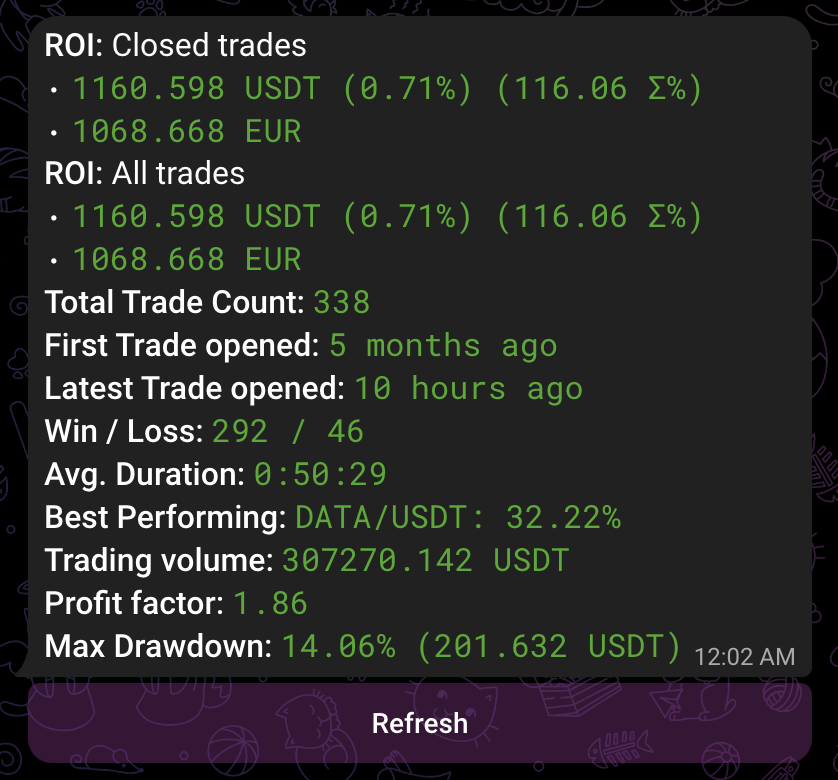 ROI: Closed trades
∙ 1160.598 USDT (0.71%) (116.06 Σ%)
∙ 1068.668 EUR
ROI: All trades
∙ 1160.598 USDT (0.71%) (116.06 Σ%)
∙ 1068.668 EUR
Total Trade Count: 338
First Trade opened: 5 months ago
Latest Trade opened: 10 hours ago
Win / Loss: 292 / 46
Avg. Duration: 0:50:29
Best Performing: DATA/USDT: 32.22%
Trading volume: 307270.142 USDT
Profit factor: 1.86
Max Drawdown: 14.06% (201.632 USDT) 12:02 AM
Refresh